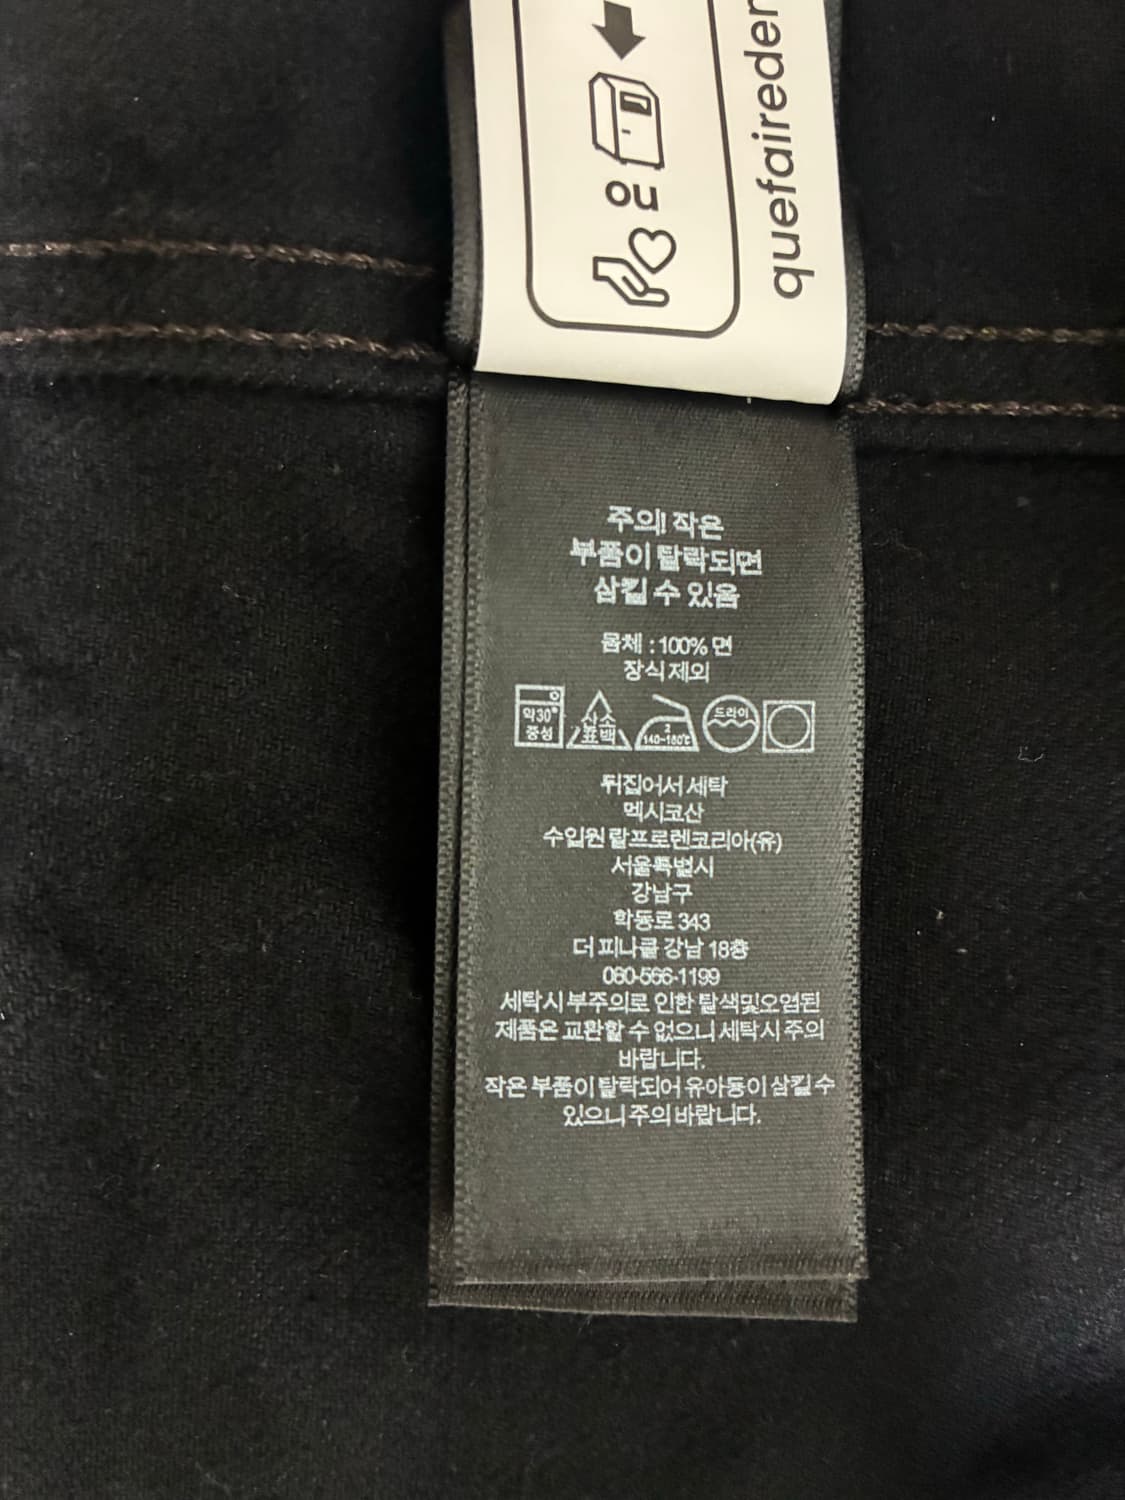 OU
quefaireder
주의! 작은
부품이 탈락되면
삼킬 수 있음
몸체 : 100% 면
장식 제외
약30°
중성
산소
표백
2
140~160℃
드라이
뒤집어서 세탁
멕시코산
수입원 랄프로렌코리아(유)
서울특별시
강남구
학동로 343
더 피나클 강남 18층
080-566-1199
세탁시 부주의로 인한 탈색및오염된
제품은 교환할 수 없으니 세탁시 주의
바랍니다.
작은 부품이 탈락되어 유아동이 삼킬 수
있으니 주의 바랍니다.